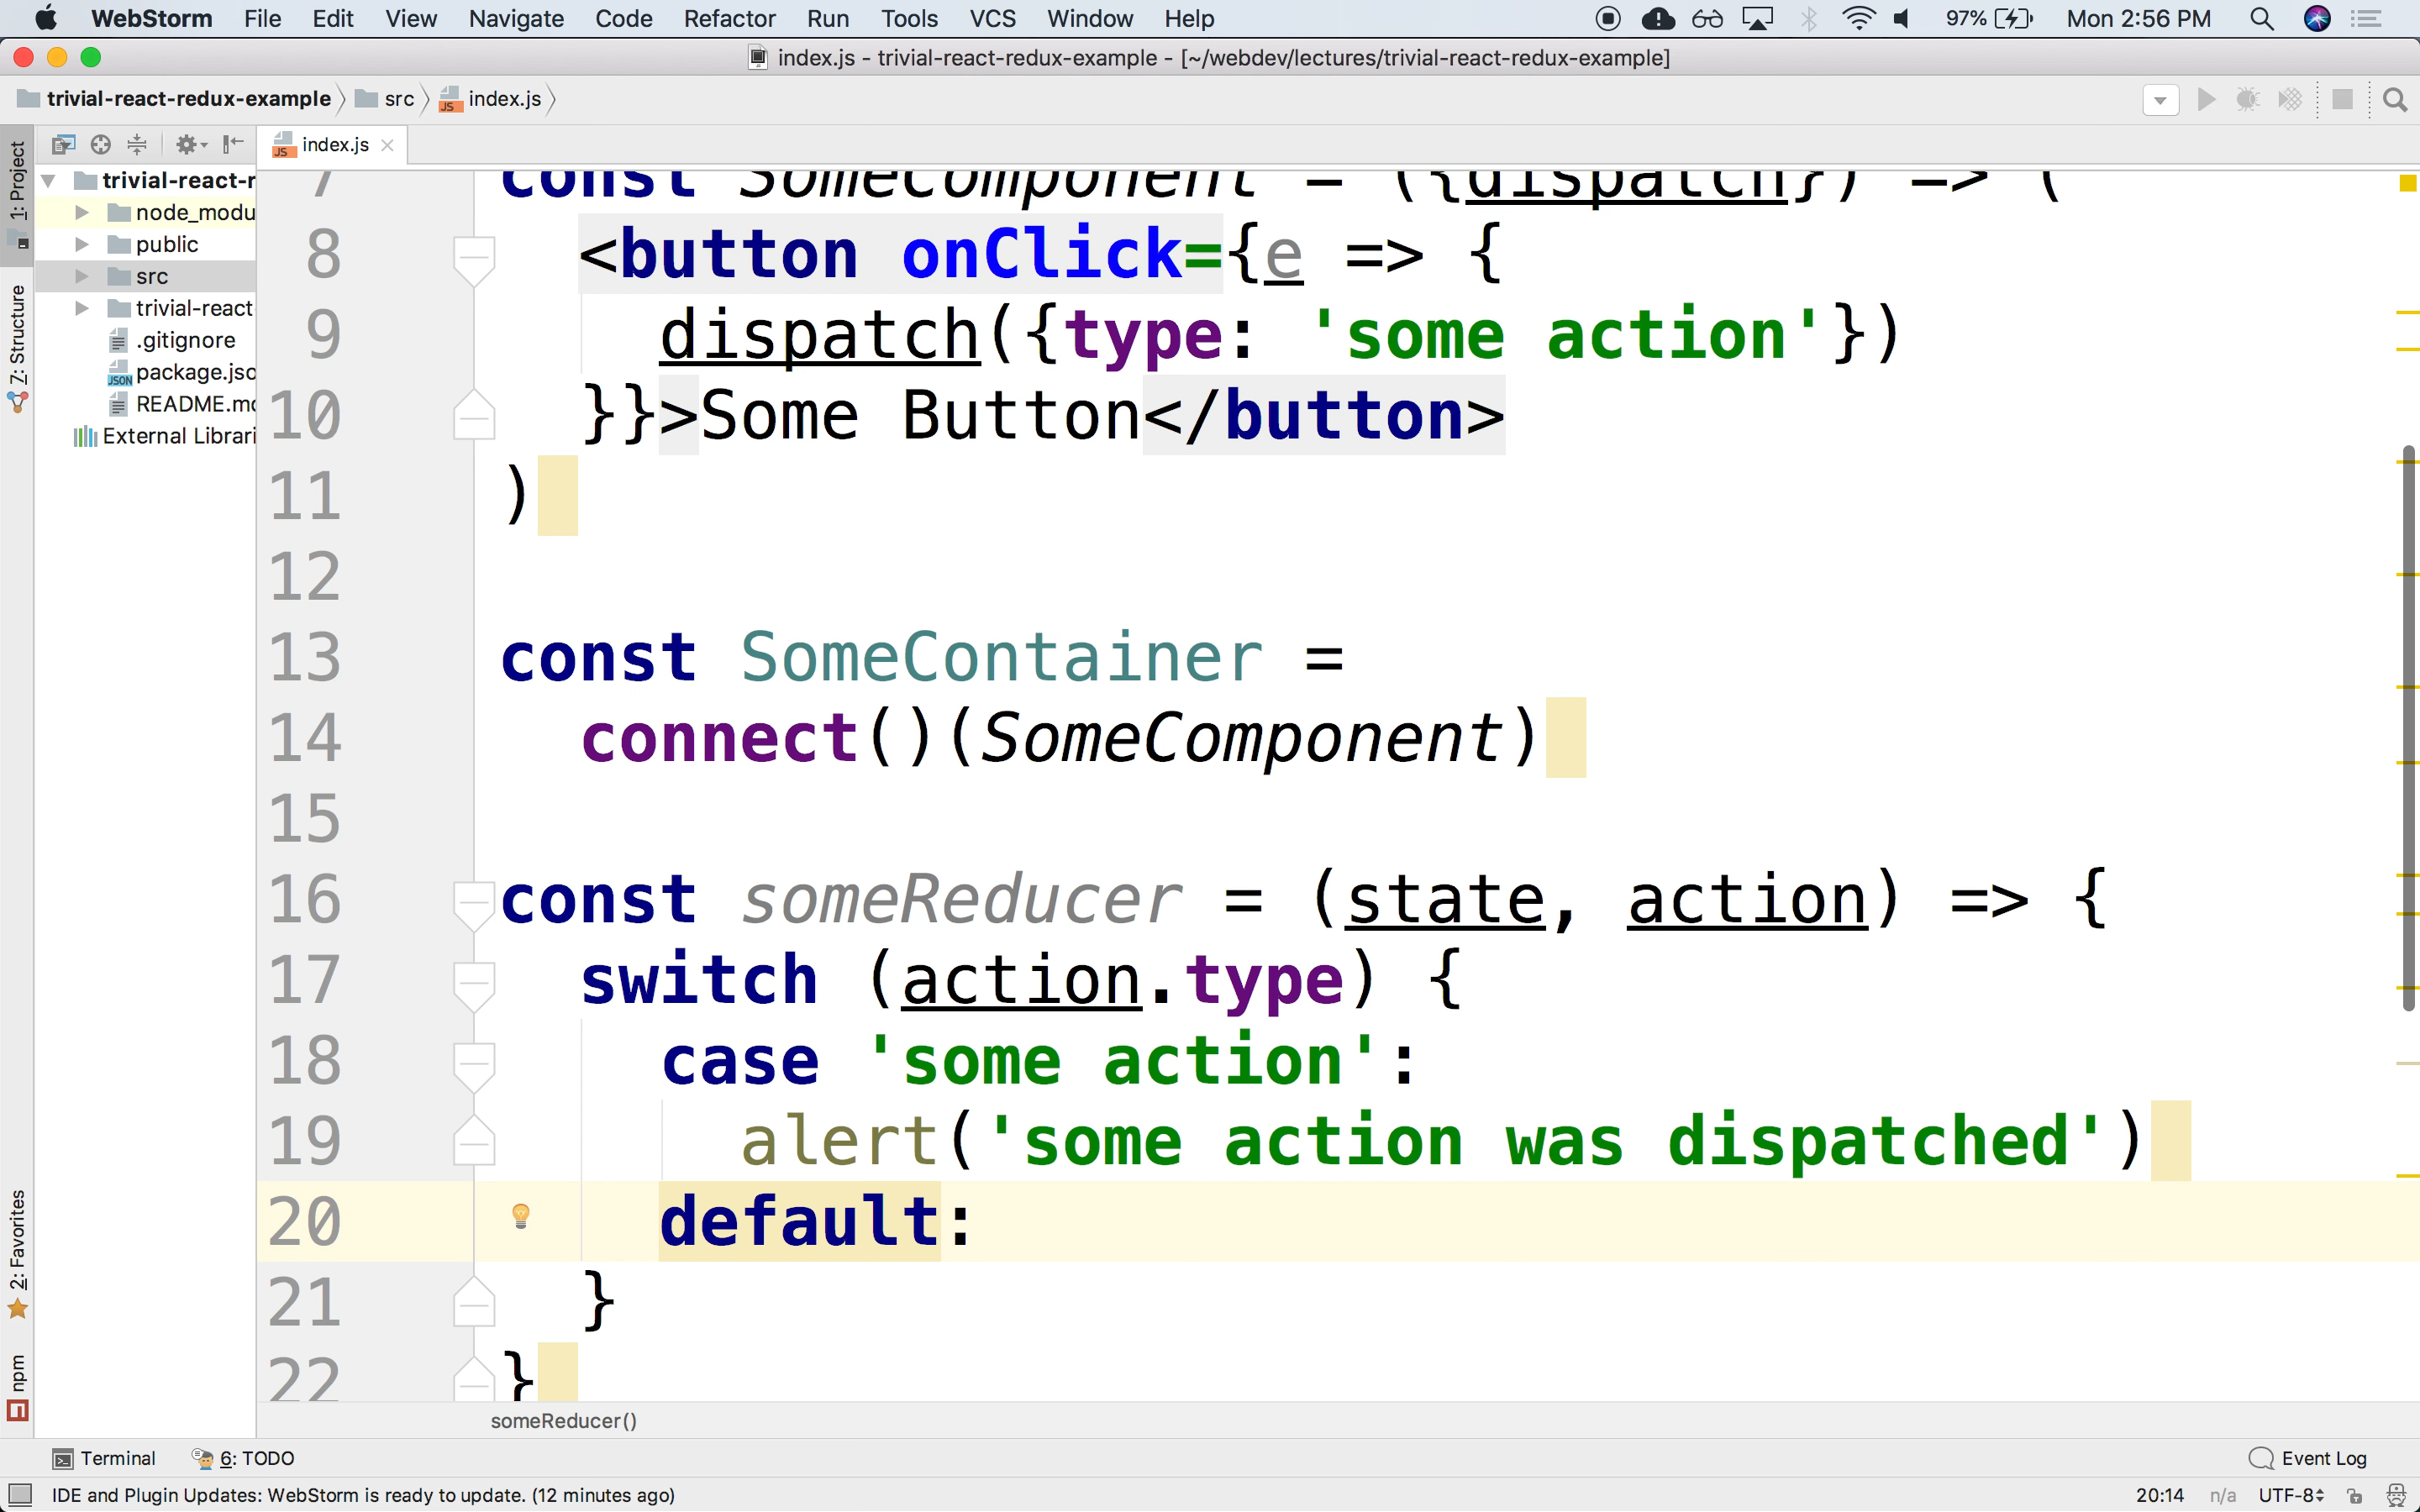 WebStorm File Edit View Navigate Code Refactor Run Tools VCS Window Help 97% Mon 2:56 PM
index.js - trivial-react-redux-example - [~/webdev/lectures/trivial-react-redux-example]
trivial-react-redux-example src index.js
1: Project
Z: Structure
2: Favorites
npm
index.js
trivial-react-r
node_modu
public
src
trivial-react
.gitignore
package.jso
README.md
External Librari
7 const SomeComponent = ({dispatch}) => (
8 <button onClick={e => {
9 dispatch({type: 'some action'})
10 }}>Some Button</button>
11 )
12
13 const SomeContainer =
14 connect()(SomeComponent)
15
16 const someReducer = (state, action) => {
17 switch (action.type) {
18 case 'some action':
19 alert('some action was dispatched')
20 default:
21 }
22 }
someReducer()
Terminal 6: TODO Event Log
IDE and Plugin Updates: WebStorm is ready to update. (12 minutes ago) 20:14 n/a UTF-8